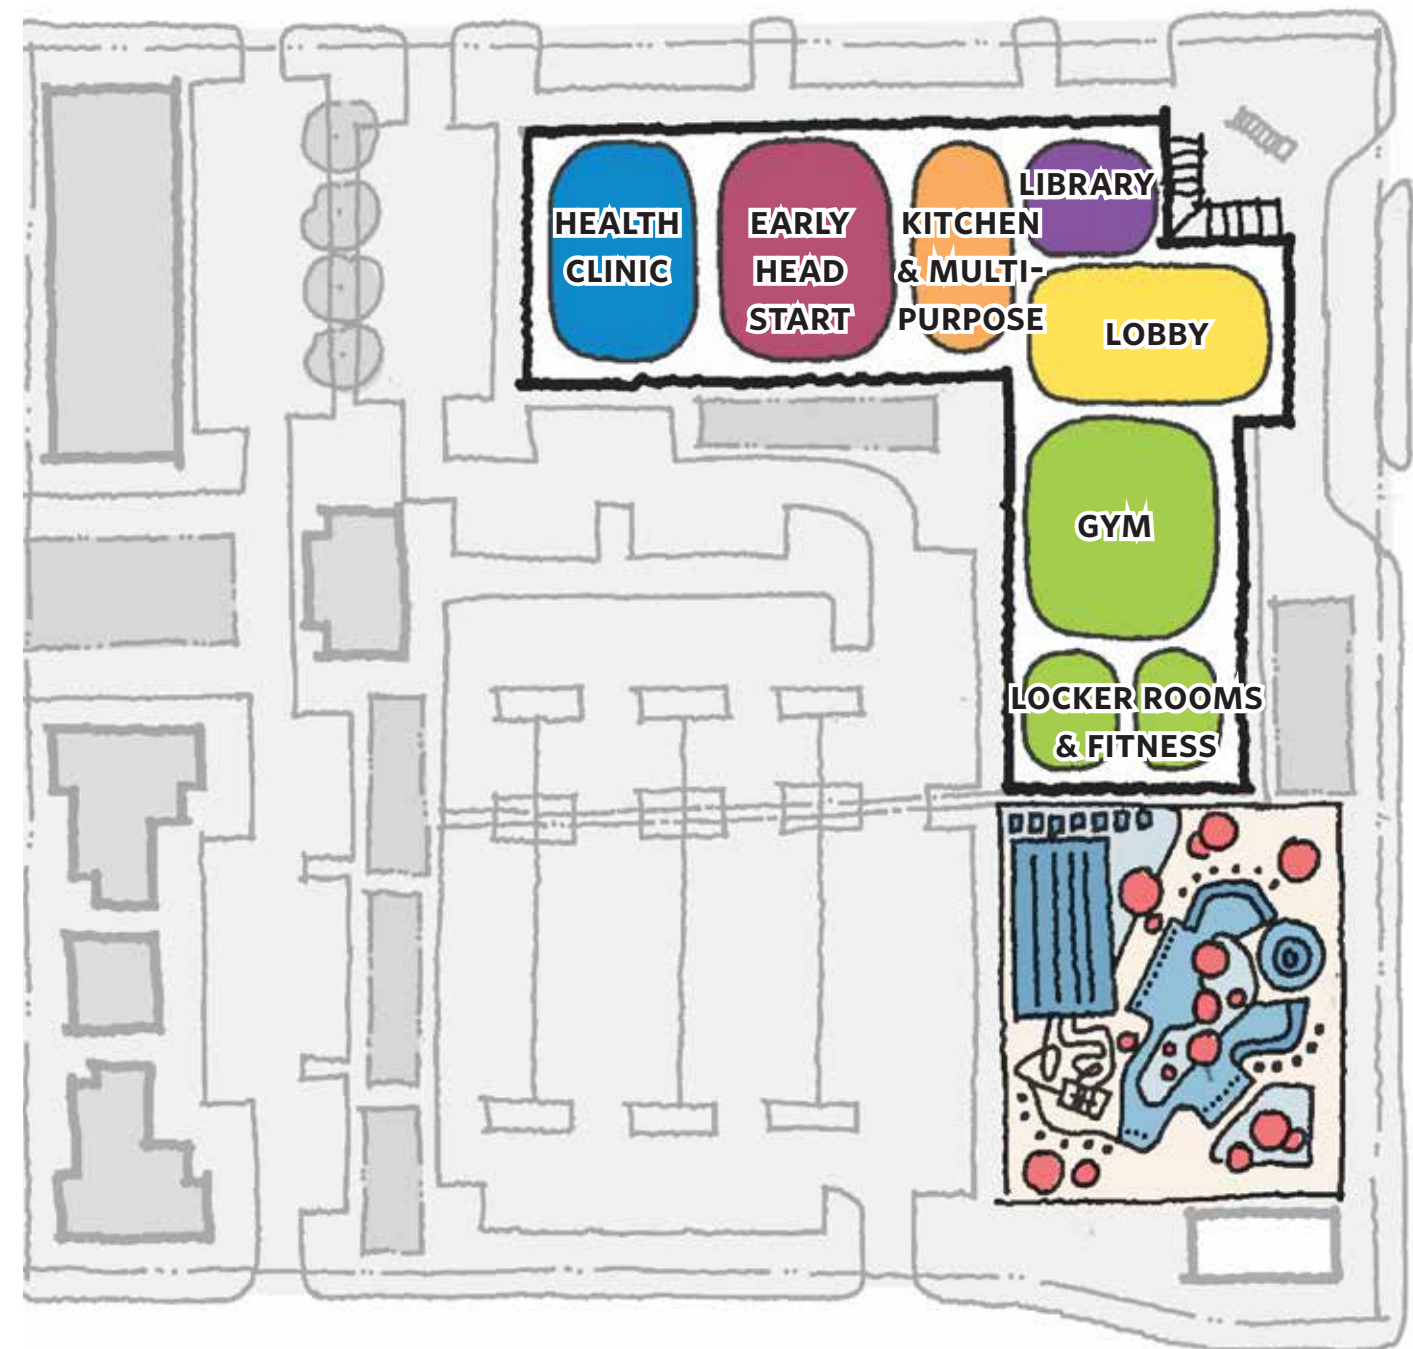 HEALTH
CLINIC
EARLY
HEAD
START
KITCHEN
& MULTI-
PURPOSE
LIBRARY
LOBBY
GYM
LOCKER ROOMS
& FITNESS